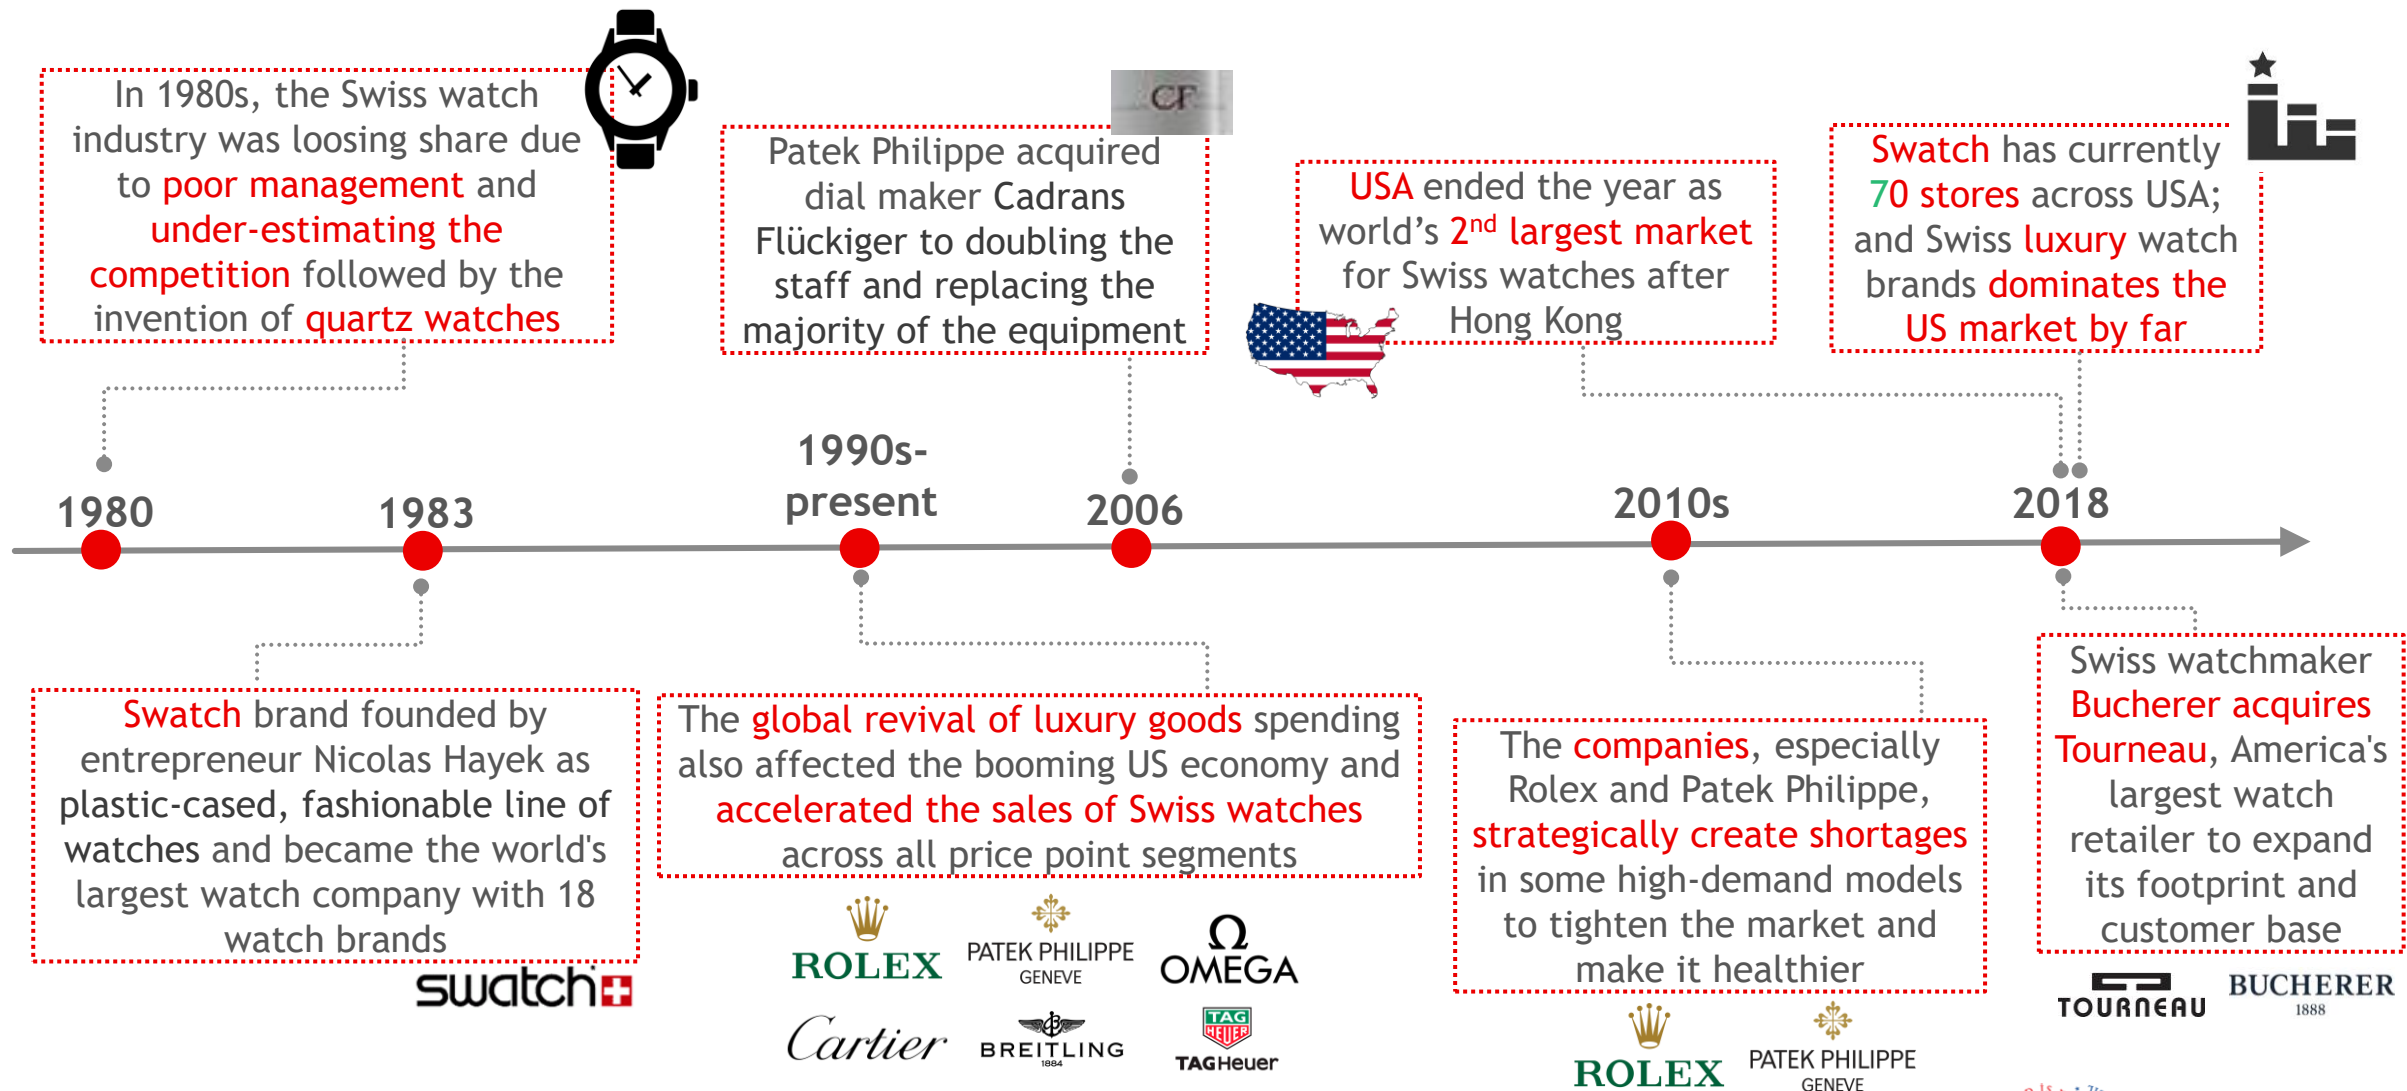 In 1980s, the Swiss watch
industry was loosing share due
to poor management and
under-estimating the
competition followed by the
invention of quartz watches
CF
Patek Philippe acquired
dial maker Cadrans
Flückiger to doubling the
staff and replacing the
majority of the equipment
USA ended the year as
world’s 2nd largest market
for Swiss watches after
Hong Kong
Swatch has currently
70 stores across USA;
and Swiss luxury watch
brands dominates the
US market by far
1980
1983
1990s-
present
2006
2010s
2018
Swatch brand founded by
entrepreneur Nicolas Hayek as
plastic-cased, fashionable line of
watches and became the world's
largest watch company with 18
watch brands
swatch
The global revival of luxury goods spending
also affected the booming US economy and
accelerated the sales of Swiss watches
across all price point segments
ROLEX
PATEK PHILIPPE
GENEVE
Ω
OMEGA
Cartier
B
BREITLING
1884
TAG
HEUER
TAGHeuer
The companies, especially
Rolex and Patek Philippe,
strategically create shortages
in some high-demand models
to tighten the market and
make it healthier
ROLEX
PATEK PHILIPPE
GENEVE
Swiss watchmaker
Bucherer acquires
Tourneau, America's
largest watch
retailer to expand
its footprint and
customer base
TOURNEAU
BUCHERER
1888